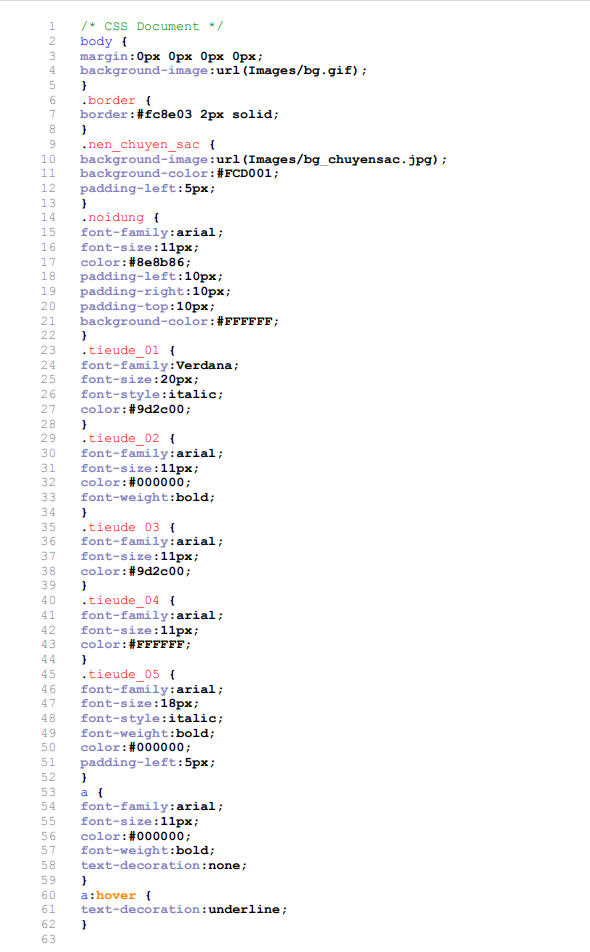 1 /* CSS Document */
2 body {
3 margin:0px 0px 0px 0px;
4 background-image:url(Images/bg.gif);
5 }
6 .border {
7 border:#fc8e03 2px solid;
8 }
9 .nen_chuyen_sac {
10 background-image:url(Images/bg_chuyensac.jpg);
11 background-color:#FCD001;
12 padding-left:5px;
13 }
14 .noidung {
15 font-family:arial;
16 font-size:11px;
17 color:#8e8b86;
18 padding-left:10px;
19 padding-right:10px;
20 padding-top:10px;
21 background-color:#FFFFFF;
22 }
23 .tieude_01 {
24 font-family:Verdana;
25 font-size:20px;
26 font-style:italic;
27 color:#9d2c00;
28 }
29 .tieude_02 {
30 font-family:arial;
31 font-size:11px;
32 color:#000000;
33 font-weight:bold;
34 }
35 .tieude_03 {
36 font-family:arial;
37 font-size:11px;
38 color:#9d2c00;
39 }
40 .tieude_04 {
41 font-family:arial;
42 font-size:11px;
43 color:#FFFFFF;
44 }
45 .tieude_05 {
46 font-family:arial;
47 font-size:18px;
48 font-style:italic;
49 font-weight:bold;
50 color:#000000;
51 padding-left:5px;
52 }
53 a {
54 font-family:arial;
55 font-size:11px;
56 color:#000000;
57 font-weight:bold;
58 text-decoration:none;
59 }
60 a:hover {
61 text-decoration:underline;
62 }
63